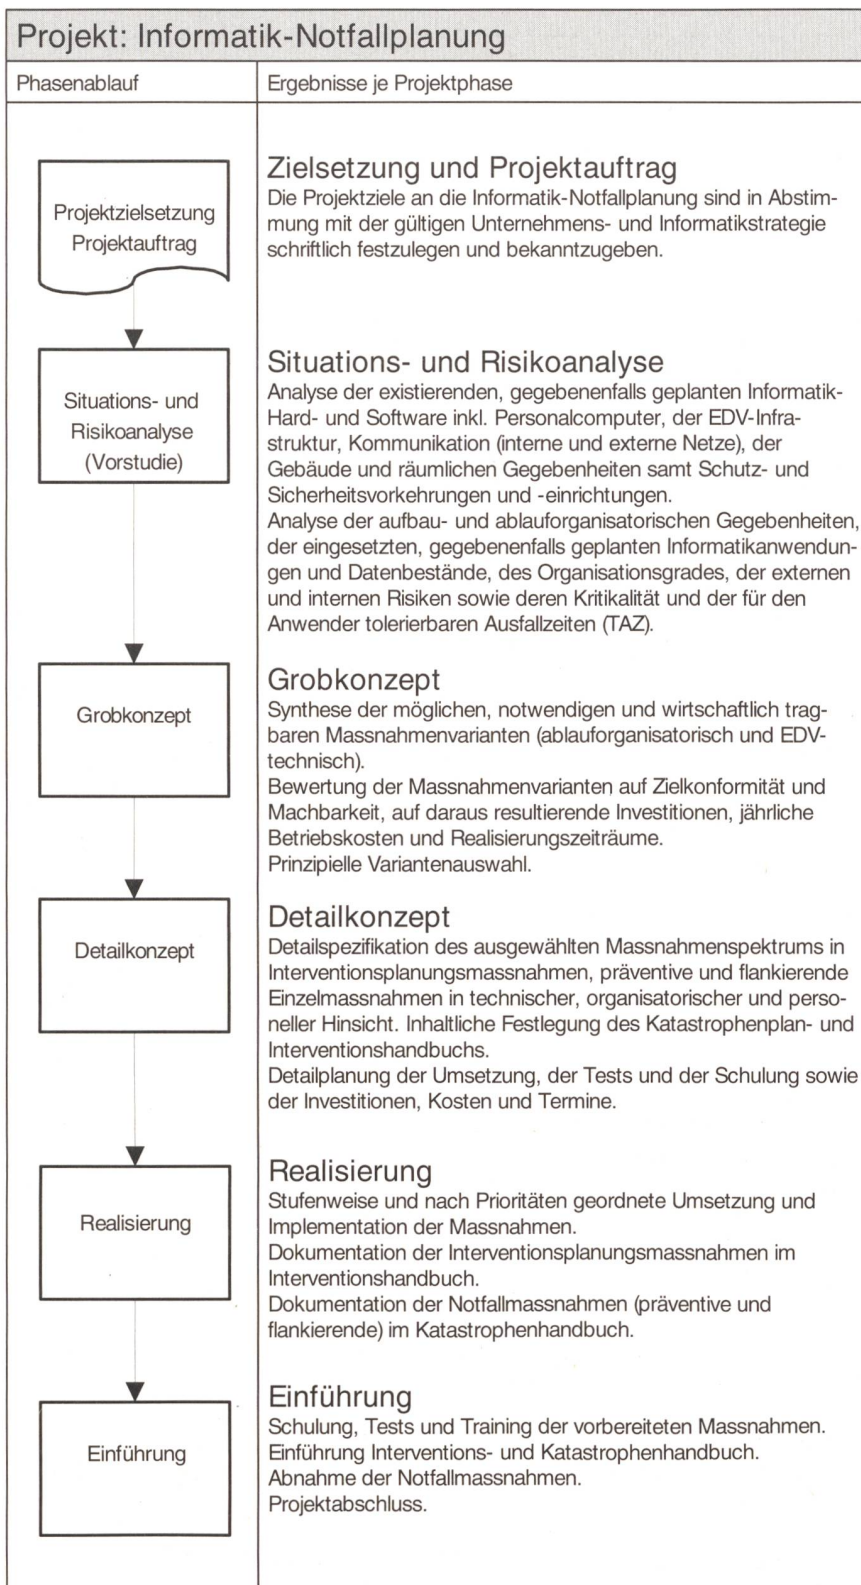 Projekt: Informatik-Notfallplanung
Phasenablauf
Ergebnisse je Projektphase
Projektzielsetzung
Projektauftrag
Zielsetzung und Projektauftrag
Die Projektziele an die Informatik-Notfallplanung sind in Abstim-
mung mit der gültigen Unternehmens- und Informatikstrategie
schriftlich festzulegen und bekanntzugeben.
Situations- und
Risikoanalyse
(Vorstudie)
Situations- und Risikoanalyse
Analyse der existierenden, gegebenenfalls geplanten Informatik-
Hard- und Software inkl. Personalcomputer, der EDV-Infra-
struktur, Kommunikation (interne und externe Netze), der
Gebäude und räumlichen Gegebenheiten samt Schutz- und
Sicherheitsvorkehrungen und -einrichtungen.
Analyse der aufbau- und ablauforganisatorischen Gegebenheiten,
der eingesetzten, gegebenenfalls geplanten Informatikanwendun-
gen und Datenbestände, des Organisationsgrades, der externen
und internen Risiken sowie deren Kritikalität und der für den
Anwender tolerierbaren Ausfallzeiten (TAZ).
Grobkonzept
Grobkonzept
Synthese der möglichen, notwendigen und wirtschaftlich trag-
baren Massnahmenvarianten (ablauforganisatorisch und EDV-
technisch).
Bewertung der Massnahmenvarianten auf Zielkonformität und
Machbarkeit, auf daraus resultierende Investitionen, jährliche
Betriebskosten und Realisierungszeiträume.
Prinzipielle Variantenauswahl.
Detailkonzept
Detailkonzept
Detailspezifikation des ausgewählten Massnahmenspektrums in
Interventionsplanungsmassnahmen, präventive und flankierende
Einzelmassnahmen in technischer, organisatorischer und perso-
neller Hinsicht. Inhaltliche Festlegung des Katastrophenplan- und
Interventionshandbuchs.
Detailplanung der Umsetzung, der Tests und der Schulung sowie
der Investitionen, Kosten und Termine.
Realisierung
Realisierung
Stufenweise und nach Prioritäten geordnete Umsetzung und
Implementation der Massnahmen.
Dokumentation der Interventionsplanungsmassnahmen im
Interventionshandbuch.
Dokumentation der Notfallmassnahmen (präventive und
flankierende) im Katastrophenhandbuch.
Einführung
Einführung
Schulung, Tests und Training der vorbereiteten Massnahmen.
Einführung Interventions- und Katastrophenhandbuch.
Abnahme der Notfallmassnahmen.
Projektabschluss.